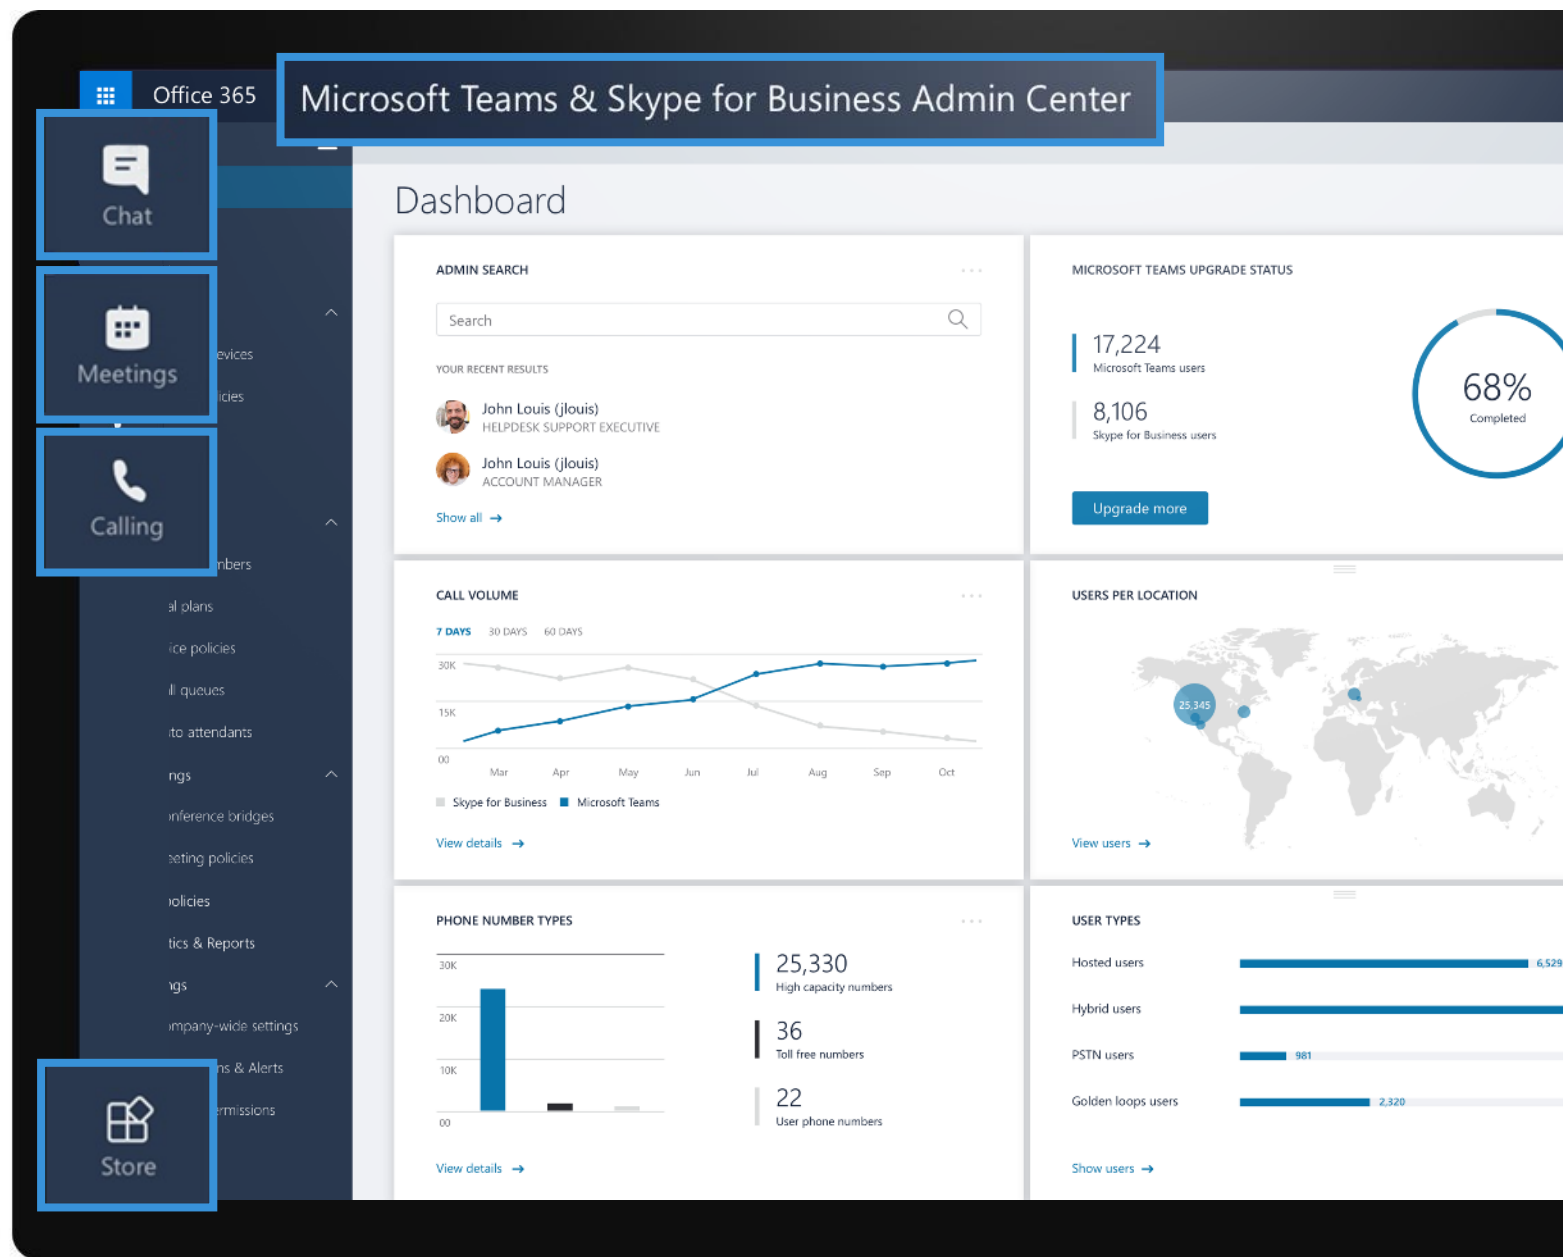 Office 365
Microsoft Teams & Skype for Business Admin Center
Chat
Meetings
Calling
Store
evices
icies
mbers
al plans
ice policies
ll queues
to attendants
ngs
onference bridges
eeting policies
policies
tics & Reports
ngs
ompany-wide settings
ns & Alerts
ermissions
Dashboard
ADMIN SEARCH
Search
YOUR RECENT RESULTS
John Louis (jlouis)
HELPDESK SUPPORT EXECUTIVE
John Louis (jlouis)
ACCOUNT MANAGER
Show all →
MICROSOFT TEAMS UPGRADE STATUS
17,224
Microsoft Teams users
8,106
Skype for Business users
68%
Completed
Upgrade more
CALL VOLUME
7 DAYS 30 DAYS 60 DAYS
30K
15K
00
Mar Apr May Jun Jul Aug Sep Oct
Skype for Business Microsoft Teams
View details →
USERS PER LOCATION
25,345
View users →
PHONE NUMBER TYPES
30K
20K
10K
00
25,330
High capacity numbers
36
Toll free numbers
22
User phone numbers
View details →
USER TYPES
Hosted users 6,529
Hybrid users
PSTN users 981
Golden loops users 2,320
Show users →